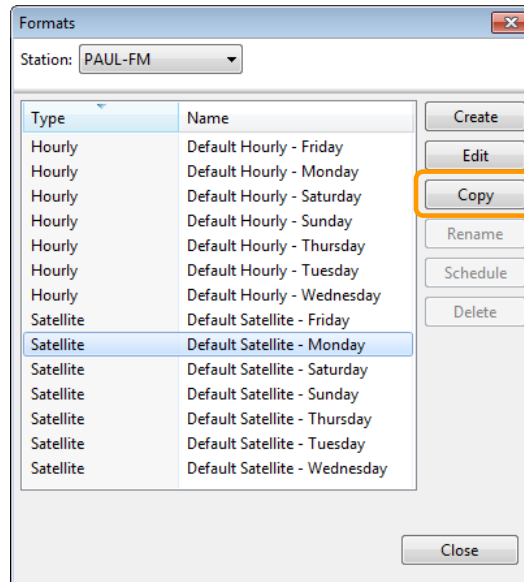 Formats
Station: PAUL-FM
Type Name
Hourly Default Hourly - Friday
Hourly Default Hourly - Monday
Hourly Default Hourly - Saturday
Hourly Default Hourly - Sunday
Hourly Default Hourly - Thursday
Hourly Default Hourly - Tuesday
Hourly Default Hourly - Wednesday
Satellite Default Satellite - Friday
Satellite Default Satellite - Monday
Satellite Default Satellite - Saturday
Satellite Default Satellite - Sunday
Satellite Default Satellite - Thursday
Satellite Default Satellite - Tuesday
Satellite Default Satellite - Wednesday
Create
Edit
Copy
Rename
Schedule
Delete
Close